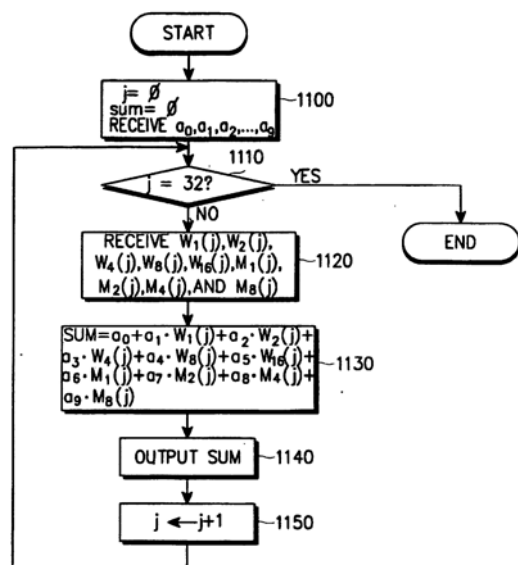 START
j= ø
sum= ø
RECEIVE a₀,a₁,a₂,...,a₉
1100
1110
j = 32?
YES
NO
END
RECEIVE W₁(j),W₂(j),
W₄(j),W₈(j),W₁₆(j),M₁(j),
M₂(j),M₄(j),AND M₈(j)
1120
SUM=a₀+a₁·W₁(j)+a₂·W₂(j)+
a₃·W₄(j)+a₄·W₈(j)+a₅·W₁₆(j)+
a₆·M₁(j)+a₇·M₂(j)+a₈·M₄(j)+
a₉·M₈(j)
1130
OUTPUT SUM
1140
j ← j+1
1150